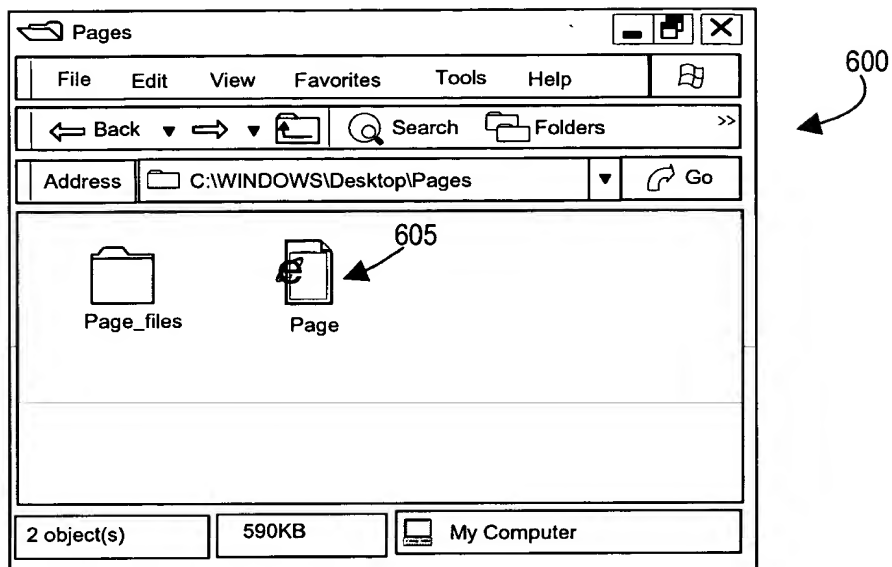 Pages
File Edit View Favorites Tools Help
600
Back Search Folders >>
Address C:\WINDOWS\Desktop\Pages Go
605
Page_files Page
2 object(s) 590KB My Computer